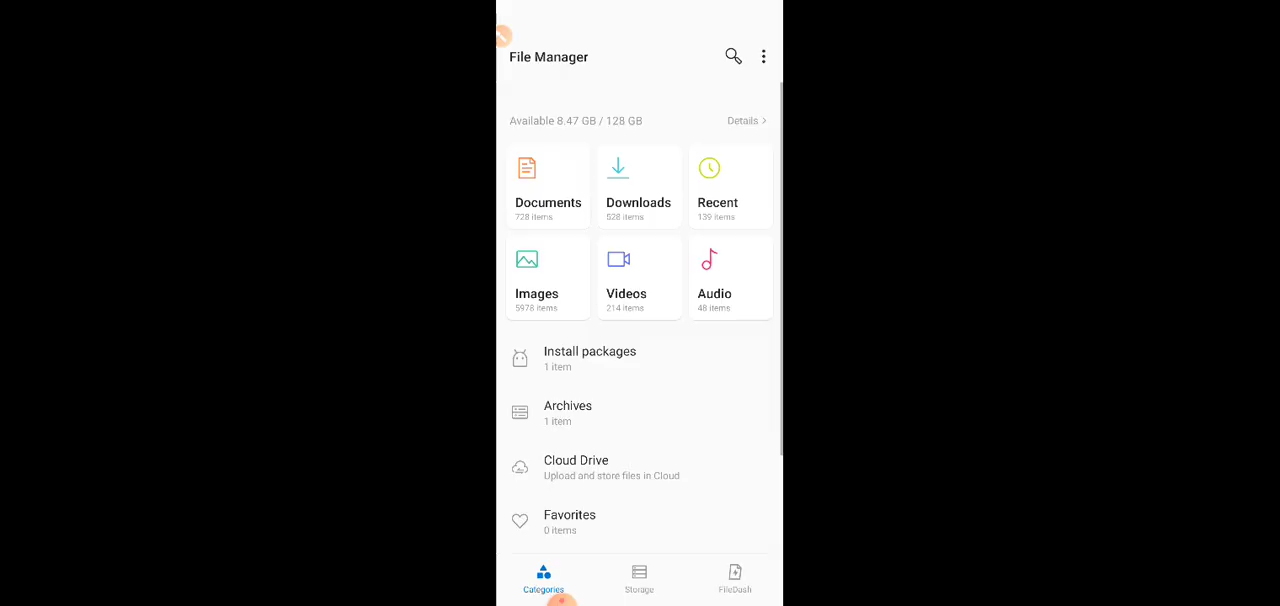 File Manager
Available 8.47 GB / 128 GB
Details >
Documents
728 items
Downloads
528 items
Recent
139 items
Images
5978 items
Videos
214 items
Audio
48 items
Install packages
1 item
Archives
1 item
Cloud Drive
Upload and store files in Cloud
Favorites
0 items
Categories
Storage
FileDash